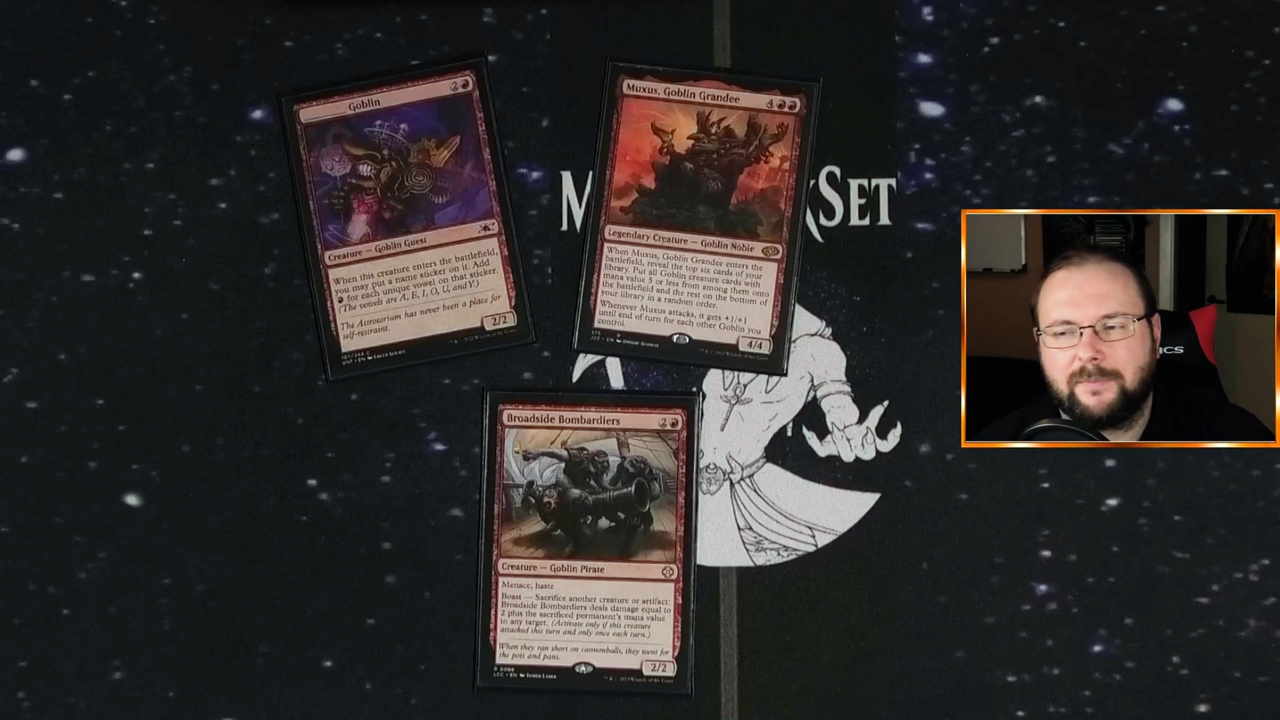 Goblin
2
Creature — Goblin Guest
When this creature enters the battlefield,
you may put a name sticker on it. Add
for each unique vowel on that sticker.
(The vowels are A, E, I, O, U, and Y.)
The Astrotorium has never been a place for
self-restraint.
2/2
Muxus, Goblin Grandee
4
Legendary Creature — Goblin Noble
When Muxus, Goblin Grandee enters the
battlefield, reveal the top six cards of your
library. Put all Goblin creature cards with
mana value 5 or less from among them onto
the battlefield and the rest on the bottom of
your library in a random order.
Whenever Muxus attacks, it gets +1/+1
until end of turn for each other Goblin you
control.
4/4
M
kSet
Broadside Bombardiers
2
Creature — Goblin Pirate
Menace, haste
Boast — Sacrifice another creature or artifact:
Broadside Bombardiers deals damage equal to
2 plus the sacrificed permanent's mana value
to any target. (Activate only if this creature
attacked this turn and only once each turn.)
When they ran short on cannonballs, they went for
the pots and pans.
2/2
R 0098
LCC • EN
ICS